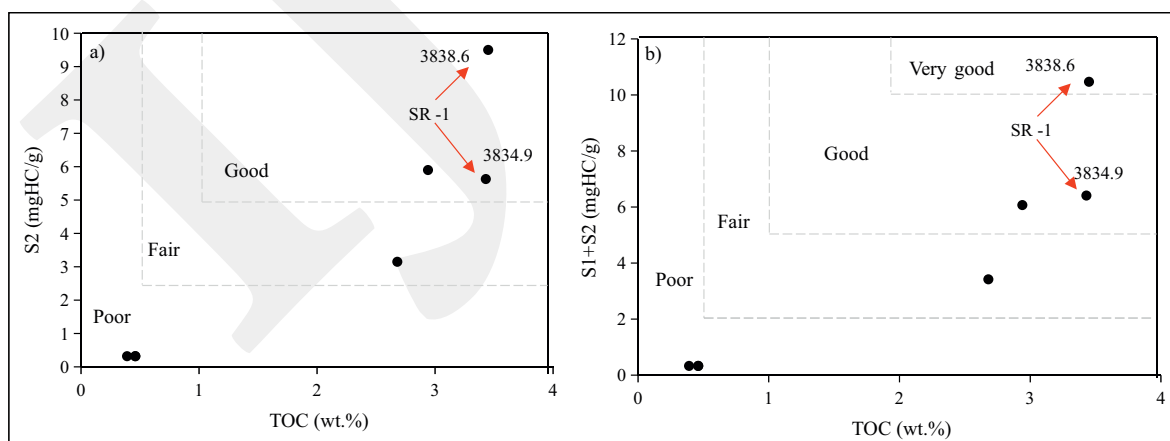 a)
10
9
8
7
6
5
4
3
2
1
0
S2 (mgHC/g)
3838.6
SR -1
3834.9
Good
Fair
Poor
0 1 2 3 4
TOC (wt.%)
b)
12
10
8
6
4
2
0
S1+S2 (mgHC/g)
Very good
3838.6
SR -1
Good
3834.9
Fair
Poor
0 1 2 3 4
TOC (wt.%)